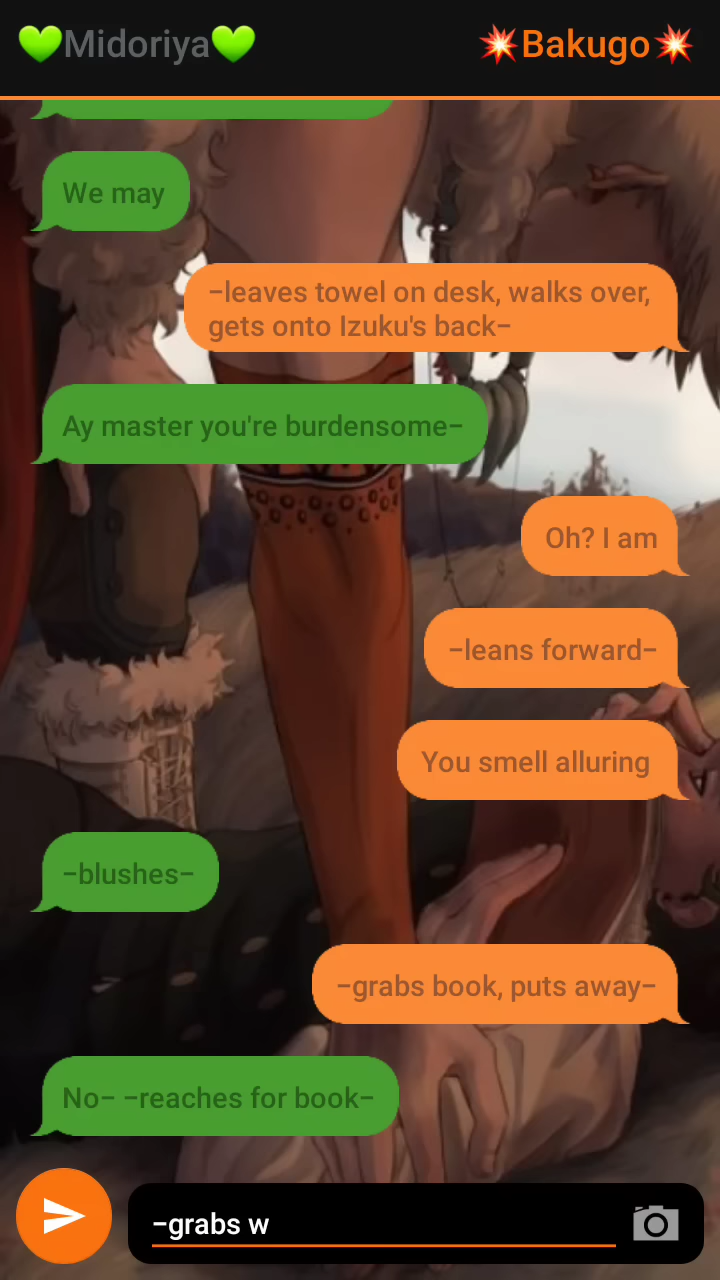 💚Midoriya💚
💥Bakugo💥
We may
−leaves towel on desk, walks over,
gets onto Izuku's back−
Ay master you're burdensome−
Oh? I am
−leans forward−
You smell alluring
−blushes−
−grabs book, puts away−
No− −reaches for book−
−grabs w